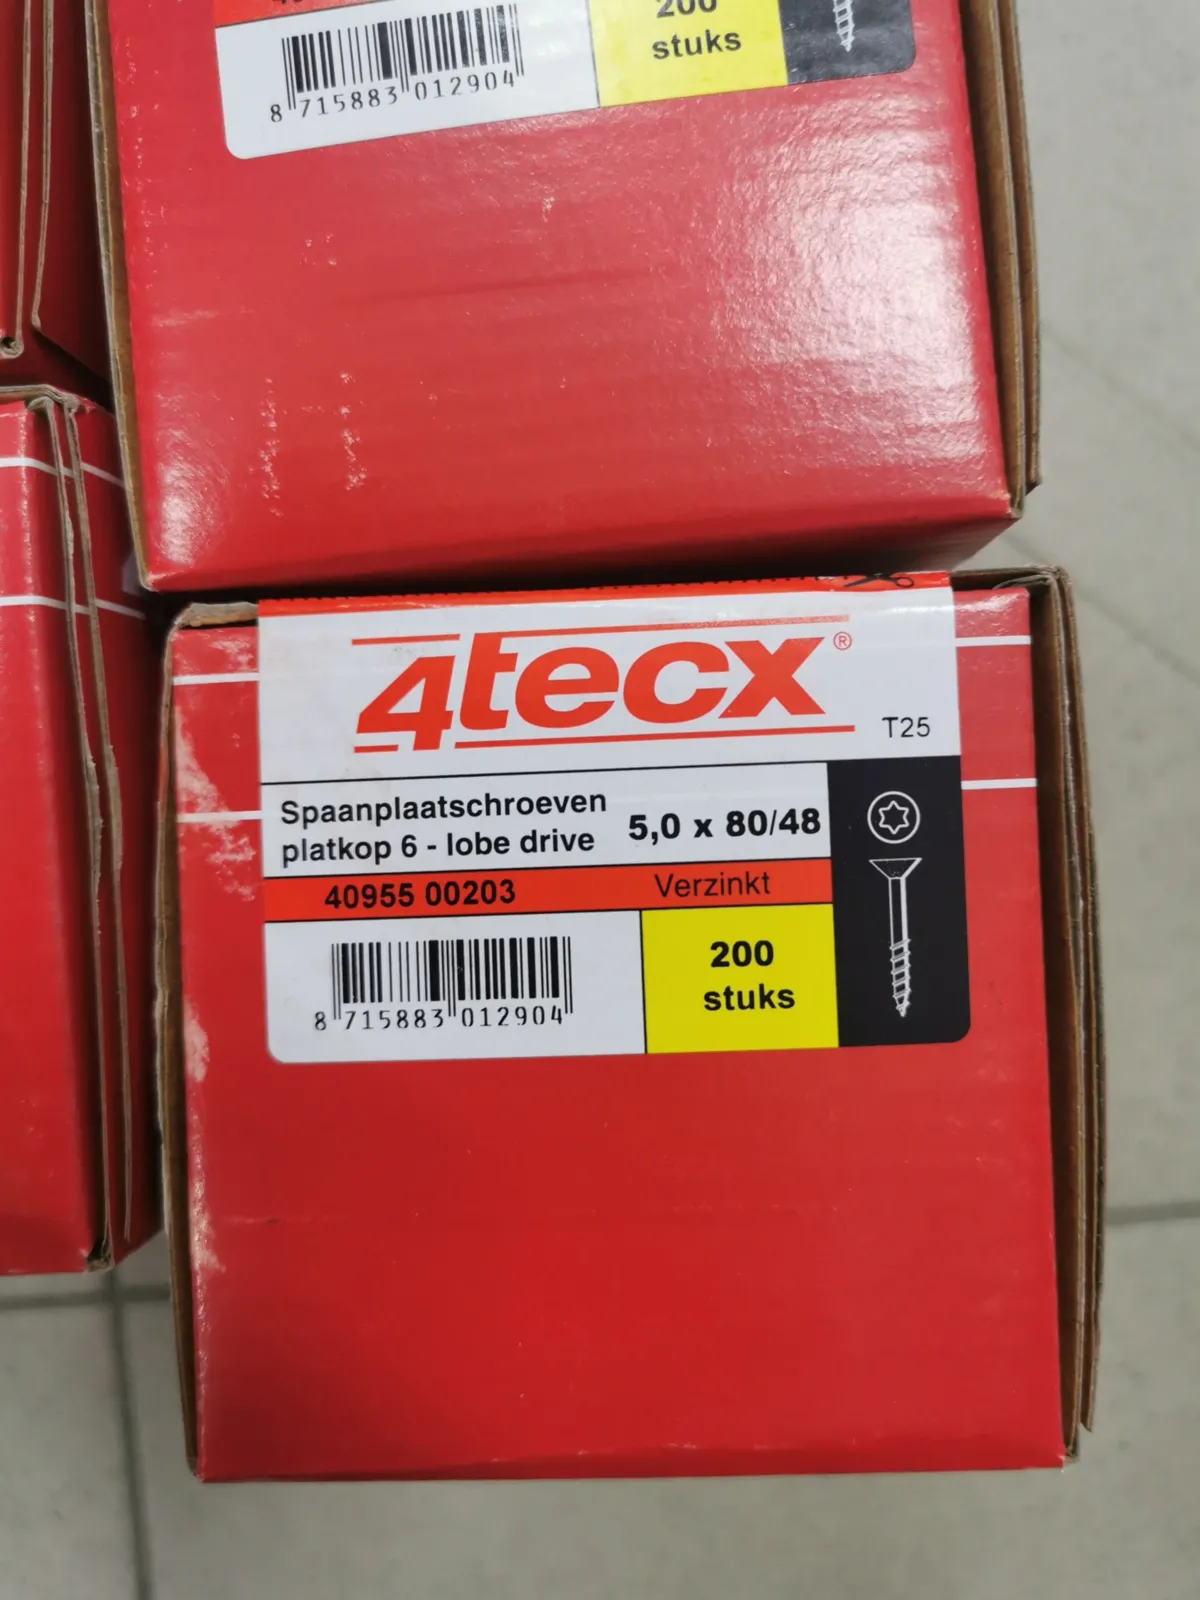 200
stuks
8 715883 012904
4tecx®
T25
Spaanplaatschroeven
platkop 6 - lobe drive
5,0 x 80/48
40955 00203
Verzinkt
200
stuks
8 715883 012904